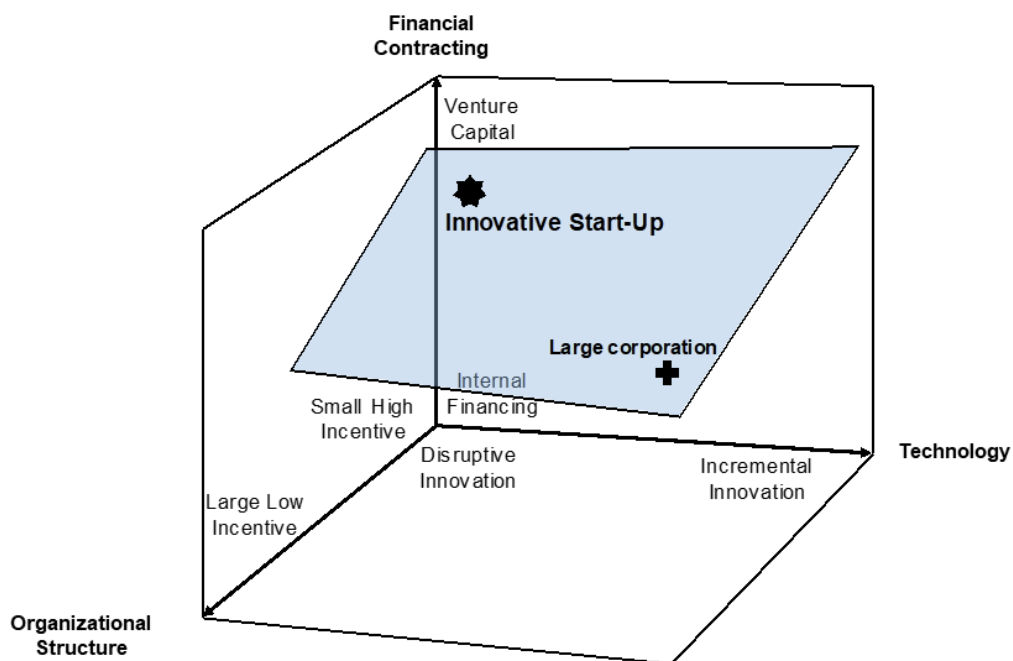 Financial
Contracting
Venture
Capital
Innovative Start-Up
Large corporation
Internal
Financing
Small High
Incentive
Disruptive
Innovation
Incremental
Innovation
Technology
Large Low
Incentive
Organizational
Structure